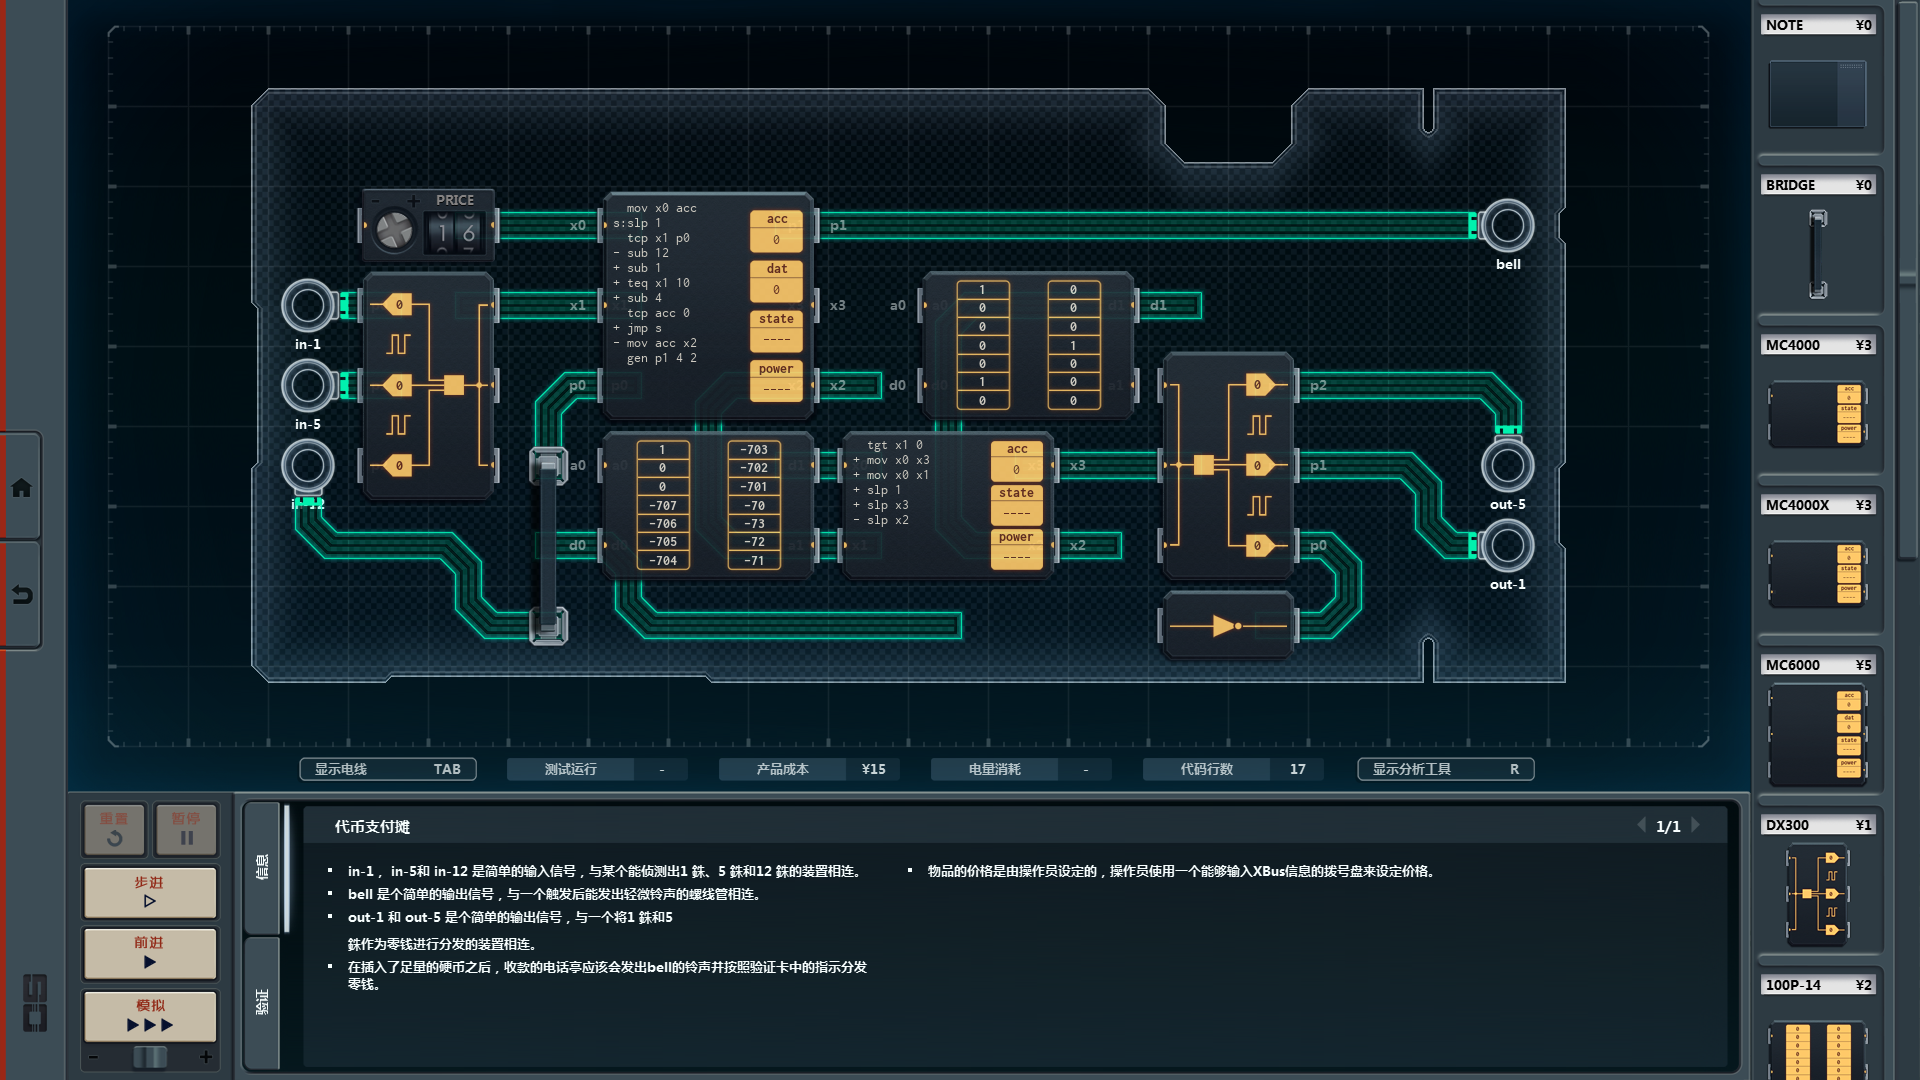 NOTE ¥0
BRIDGE ¥0
MC4000 ¥3
acc
0
state
----
power
----
MC4000X ¥3
acc
0
state
----
power
----
MC6000 ¥5
acc
0
dat
0
state
----
power
----
DX300 ¥1
0
0
0
100P-14 ¥2
PRICE
- +
1 6
x0
mov x0 acc
s:slp 1
tcp x1 p0
- sub 12
+ sub 1
+ teq x1 10
+ sub 4
tcp acc 0
+ jmp s
- mov acc x2
gen p1 4 2
acc
0
dat
0
state
----
power
----
p1
x1
x3
p0
x2
bell
in-1
in-5
in-12
0
0
0
a0
d0
d1
1
0
0
0
0
1
0
0
0
0
1
0
0
0
a0
d0
1
0
0
-707
-706
-705
-704
-703
-702
-701
-70
-73
-72
-71
tgt x1 0
+ mov x0 x3
+ mov x0 x1
+ slp 1
+ slp x3
- slp x2
acc
0
state
----
power
----
x3
x2
0
0
0
p2
p1
p0
out-5
out-1
显示电线 TAB
测试运行 -
产品成本 ¥15
电量消耗 -
代码行数 17
显示分析工具 R
重置
暂停
步进
前进
模拟
- +
信息
验证
代币支付摊
1/1
▪ in-1，in-5和 in-12 是简单的输入信号，与某个能侦测出1 銖、5 銖和12 銖的装置相连。
▪ bell 是个简单的输出信号，与一个触发后能发出轻微铃声的螺线管相连。
▪ out-1 和 out-5 是个简单的输出信号，与一个将1 銖和5
銖作为零钱进行分发的装置相连。
▪ 在插入了足量的硬币之后，收款的电话亭应该会发出bell的铃声并按照验证卡中的指示分发
零钱。
▪ 物品的价格是由操作员设定的，操作员使用一个能够输入XBus信息的拨号盘来设定价格。